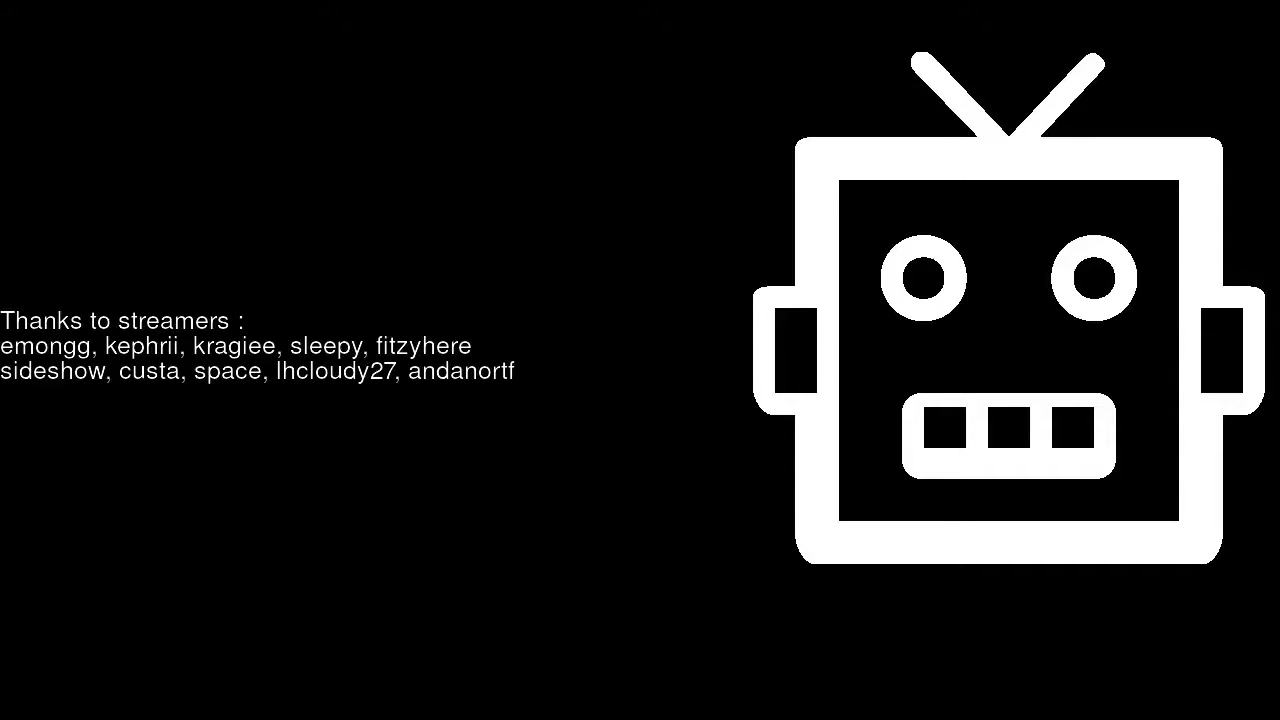 Thanks to streamers :
emongg, kephrii, kragiee, sleepy, fitzyhere
sideshow, custa, space, lhcloudy27, andanortf